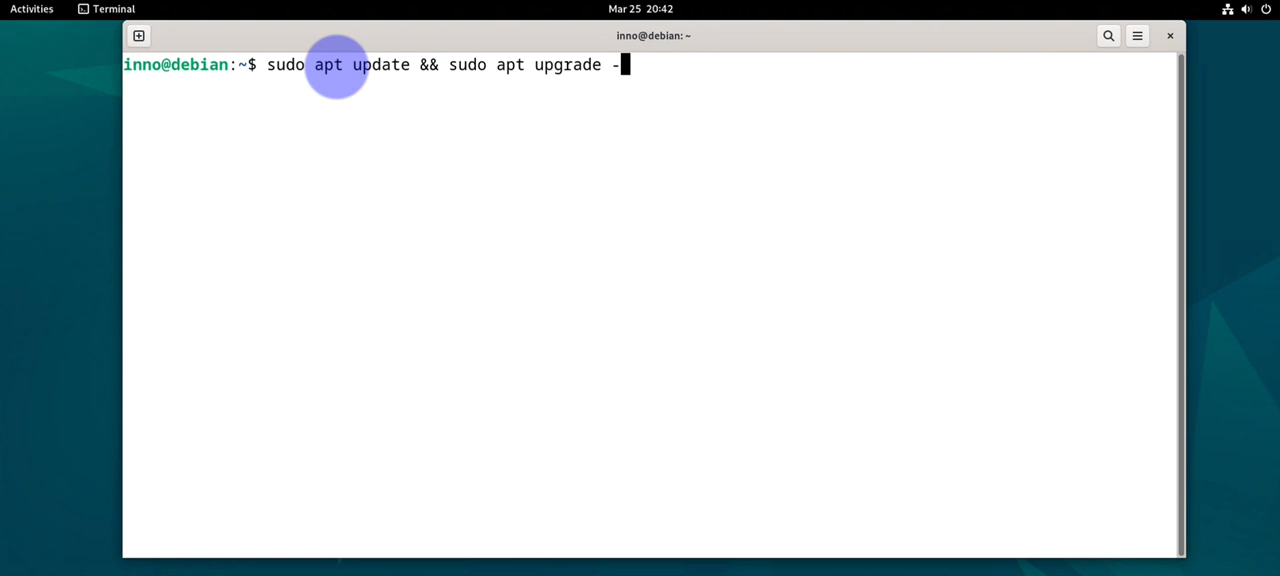 Activities
Terminal
Mar 25 20:42
inno@debian: ~
inno@debian:~$ sudo apt update && sudo apt upgrade -